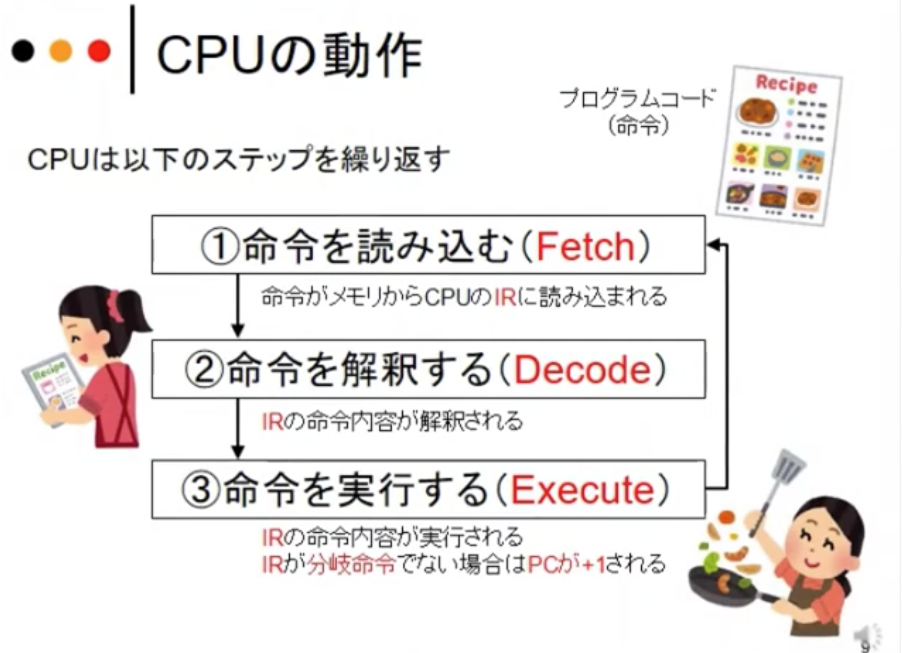 CPUの動作
プログラムコード
(命令)
Recipe
CPUは以下のステップを繰り返す
①命令を読み込む(Fetch)
命令がメモリからCPUのIRに読み込まれる
Recipe
②命令を解釈する(Decode)
IRの命令内容が解釈される
③命令を実行する(Execute)
IRの命令内容が実行される
IRが分岐命令でない場合はPCが+1される
9